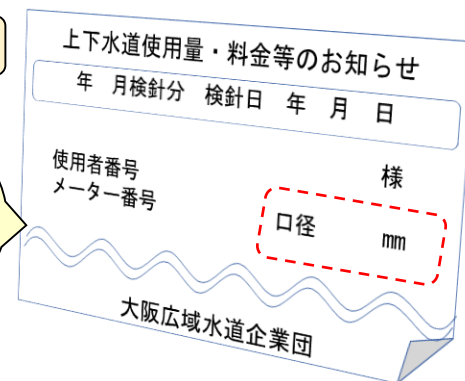 上下水道使用量・料金等のお知らせ
年 月検針分 検針日 年 月 日
様
使用者番号
メーター番号
口径 mm
大阪広域水道企業団